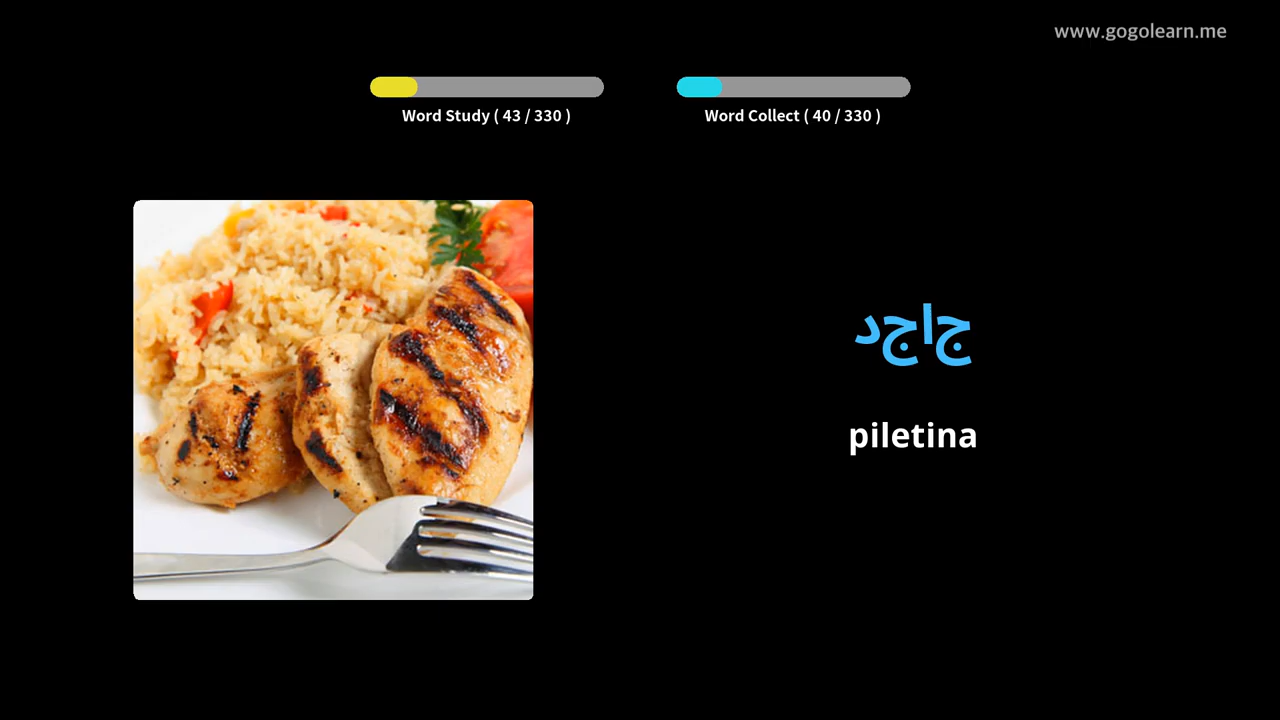 www.gogolearn.me
Word Study ( 43 / 330 )
Word Collect ( 40 / 330 )
جاجد
piletina